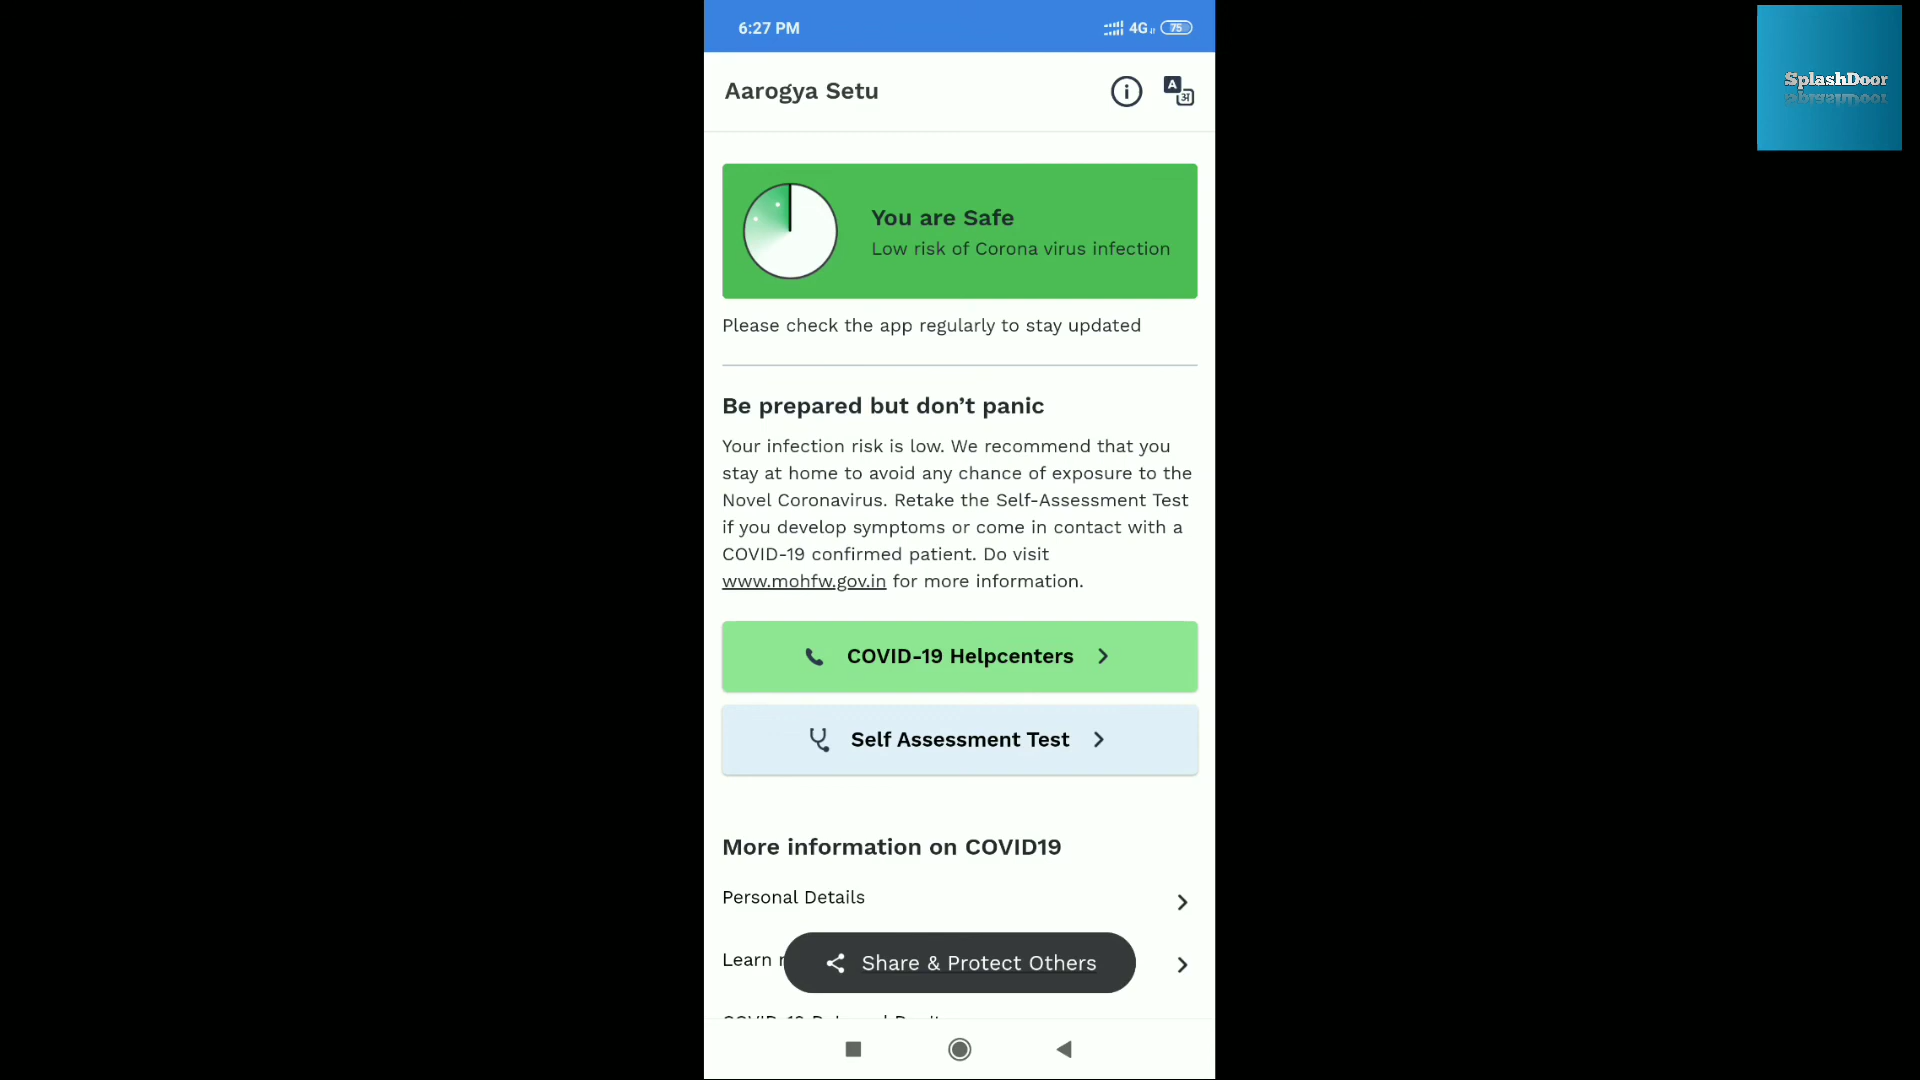 6:27 PM 4G 75
SplashDoor
Aarogya Setu
A
अ
You are Safe
Low risk of Corona virus infection
Please check the app regularly to stay updated
Be prepared but don’t panic
Your infection risk is low. We recommend that you
stay at home to avoid any chance of exposure to the
Novel Coronavirus. Retake the Self-Assessment Test
if you develop symptoms or come in contact with a
COVID-19 confirmed patient. Do visit
www.mohfw.gov.in for more information.
COVID-19 Helpcenters
Self Assessment Test
More information on COVID19
Personal Details
Learn
Share & Protect Others